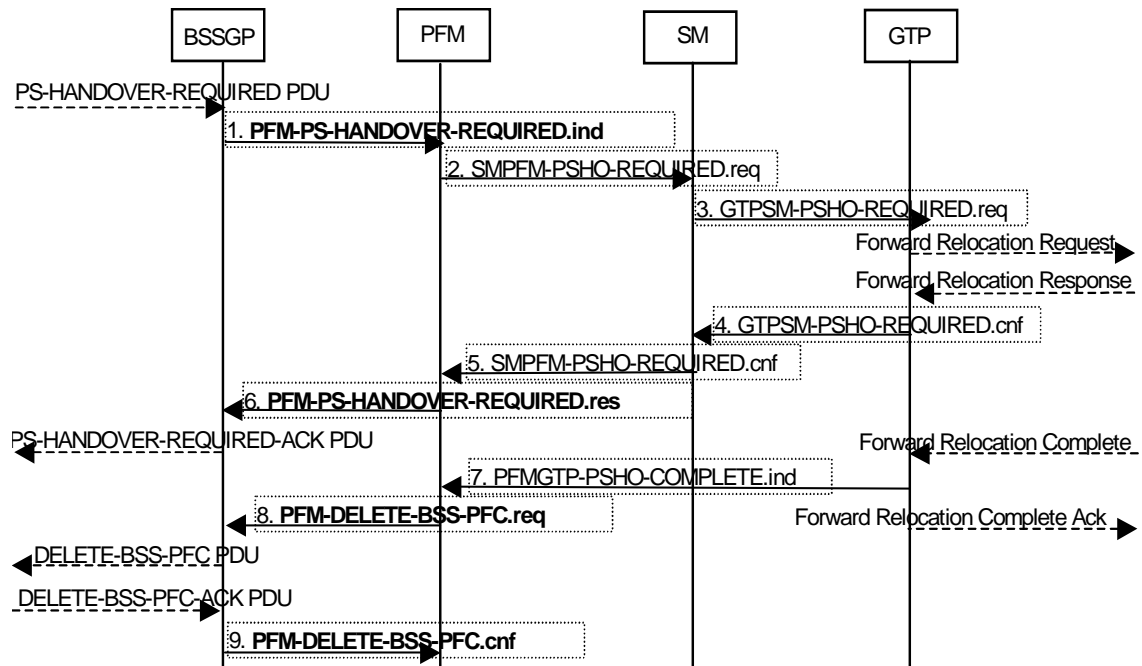 BSSGP
PFM
SM
GTP
PS-HANDOVER-REQUIRED PDU
1. PFM-PS-HANDOVER-REQUIRED.ind
2. SMPFM-PSHO-REQUIRED.req
3. GTPSM-PSHO-REQUIRED.req
Forward Relocation Request
Forward Relocation Response
4. GTPSM-PSHO-REQUIRED.cnf
5. SMPFM-PSHO-REQUIRED.cnf
6. PFM-PS-HANDOVER-REQUIRED.res
PS-HANDOVER-REQUIRED-ACK PDU
Forward Relocation Complete
7. PFMGTP-PSHO-COMPLETE.ind
8. PFM-DELETE-BSS-PFC.req
Forward Relocation Complete Ack
DELETE-BSS-PFC PDU
DELETE-BSS-PFC-ACK PDU
9. PFM-DELETE-BSS-PFC.cnf